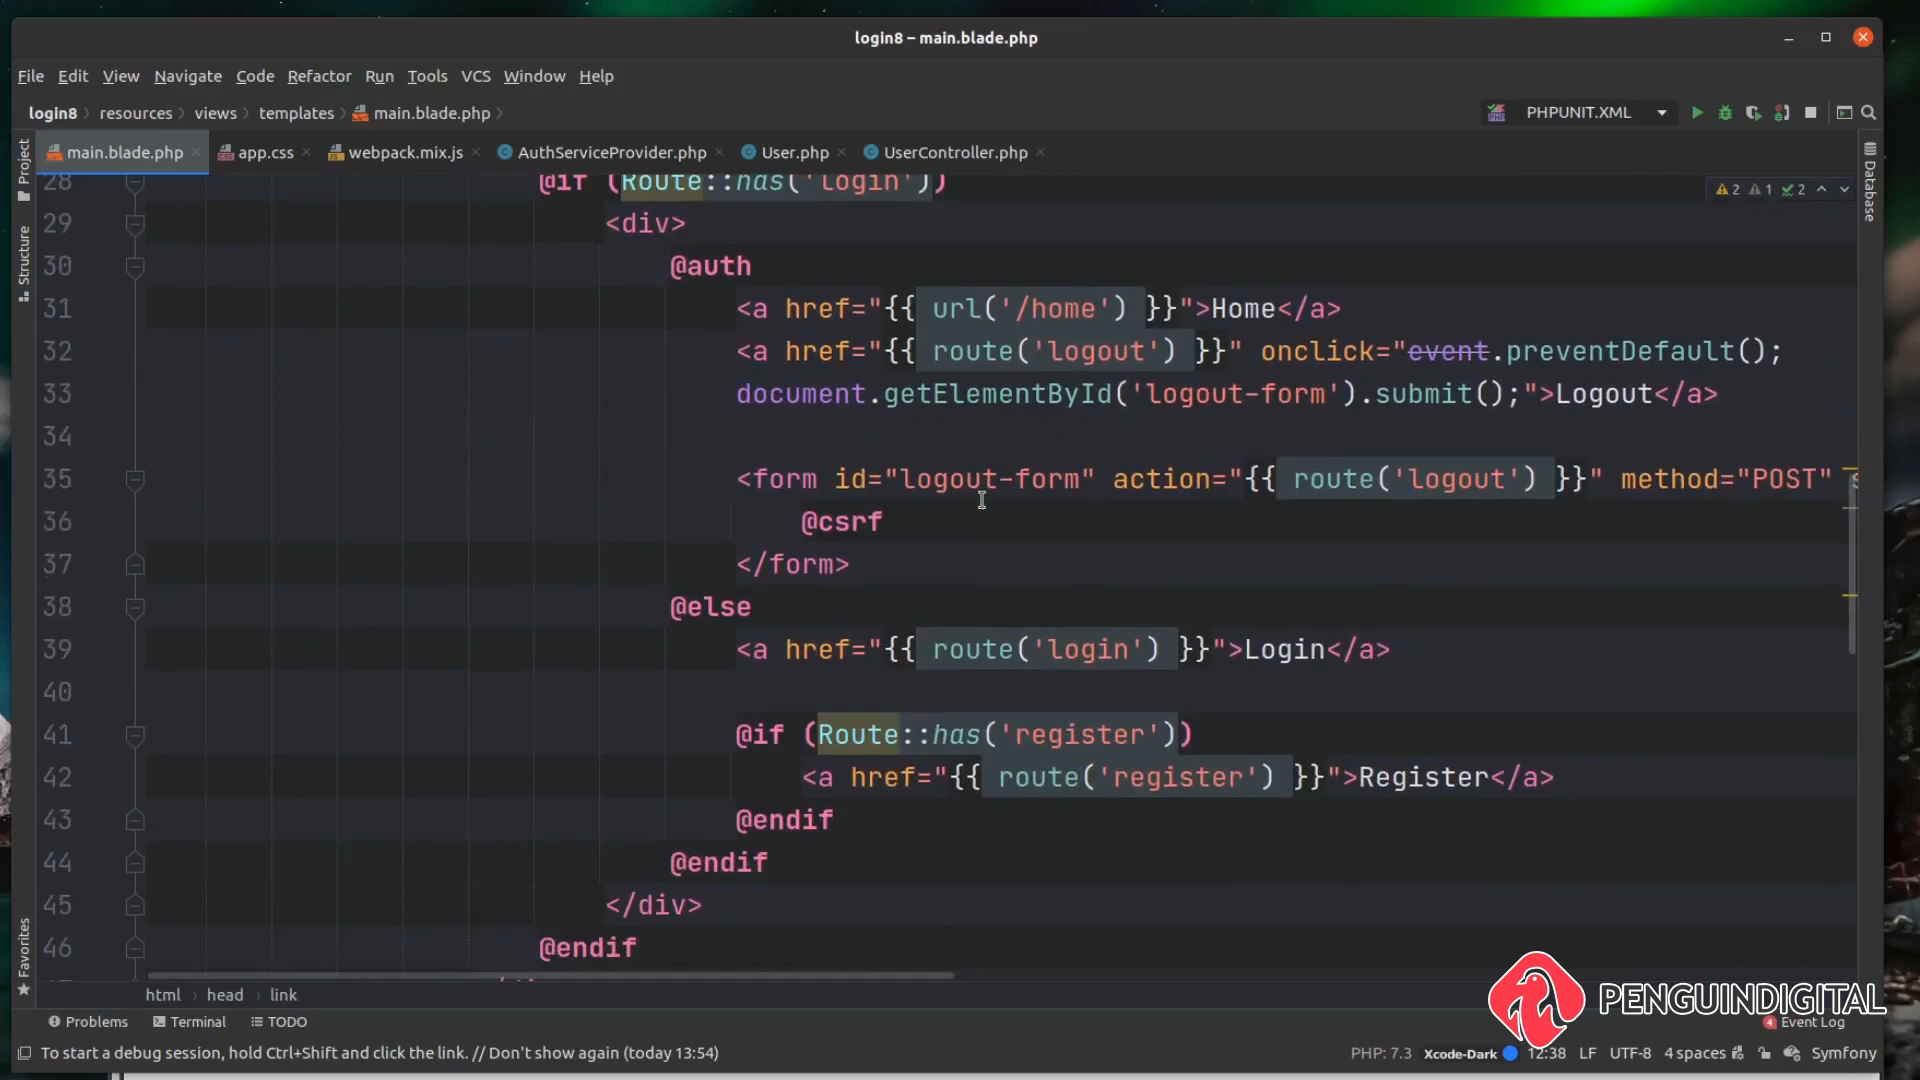 login8 – main.blade.php
File Edit View Navigate Code Refactor Run Tools VCS Window Help
login8 resources views templates main.blade.php
PHPUNIT.XML
main.blade.php app.css webpack.mix.js AuthServiceProvider.php User.php UserController.php
Project
Structure
Favorites
Database
2 1 2
28 @if (Route::has('login'))
29 <div>
30 @auth
31 <a href="{{ url('/home') }}">Home</a>
32 <a href="{{ route('logout') }}" onclick="event.preventDefault();
33 document.getElementById('logout-form').submit();">Logout</a>
34
35 <form id="logout-form" action="{{ route('logout') }}" method="POST"
36 @csrf
37 </form>
38 @else
39 <a href="{{ route('login') }}">Login</a>
40
41 @if (Route::has('register'))
42 <a href="{{ route('register') }}">Register</a>
43 @endif
44 @endif
45 </div>
46 @endif
html head link
PENGUINDIGITAL
Problems Terminal TODO
4 Event Log
To start a debug session, hold Ctrl+Shift and click the link. // Don't show again (today 13:54)
PHP: 7.3 Xcode-Dark 12:38 LF UTF-8 4 spaces Symfony